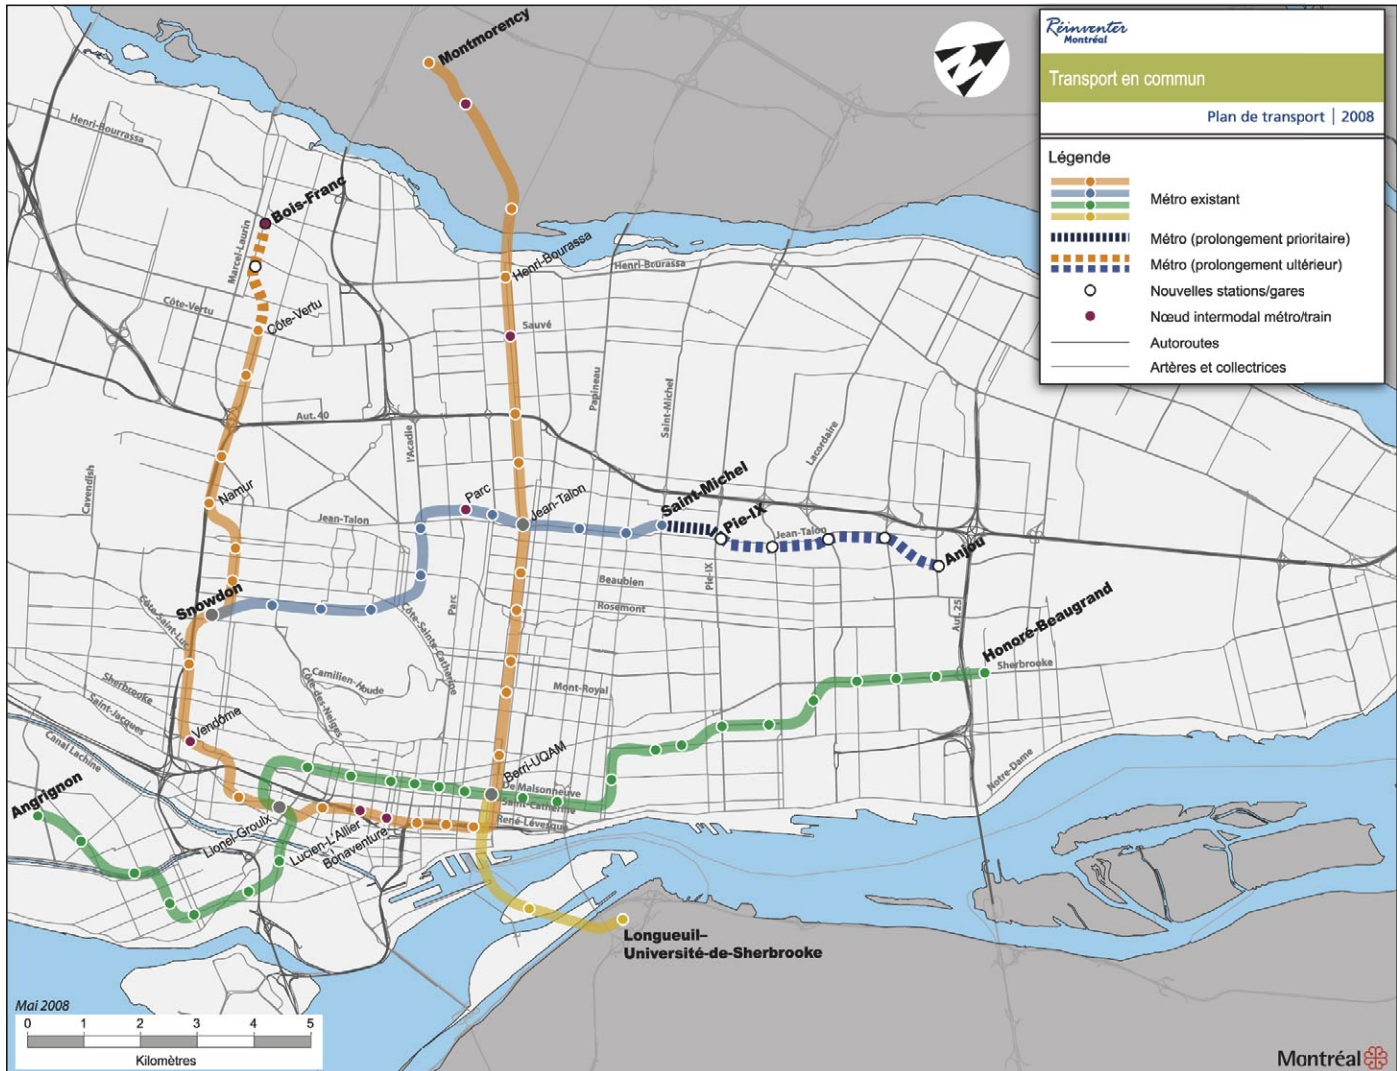 Réinventer
Montréal
Transport en commun
Plan de transport | 2008
Légende
Métro existant
Métro (prolongement prioritaire)
Métro (prolongement ultérieur)
Nouvelles stations/gares
Nœud intermodal métro/train
Autoroutes
Artères et collectrices
Montmorency
Henri-Bourrassa
Bois-Franc
Marcel-Laurin
Henri-Bourassa
Henri-Bourassa
Côte-Vertu
Côte-Vertu
Sauvé
Papineau
Saint-Michel
Lacordaire
Aut. 40
l'Acadie
Cavendish
Namur
Jean-Talon
Parc
Jean-Talon
Saint-Michel
Pie-IX
Jean-Talon
Anjou
Pie-IX
Beaubien
Rosemont
Parc
Snowdon
Côte-Saint-Luc
Côte-Sainte-Catherine
Aut. 25
Honoré-Beaugrand
Sherbrooke
Camilien-Houde
Côte-des-Neiges
Mont-Royal
Sherbrooke
Saint-Jacques
Canal Lachine
Vendôme
Berri-UQAM
De Maisonneuve
Sainte-Catherine
René-Lévesque
Notre-Dame
Angrignon
Lionel-Groulx
Lucien-L'Allier
Bonaventure
Longueuil–
Université-de-Sherbrooke
Mai 2008
0 1 2 3 4 5
Kilomètres
Montréal